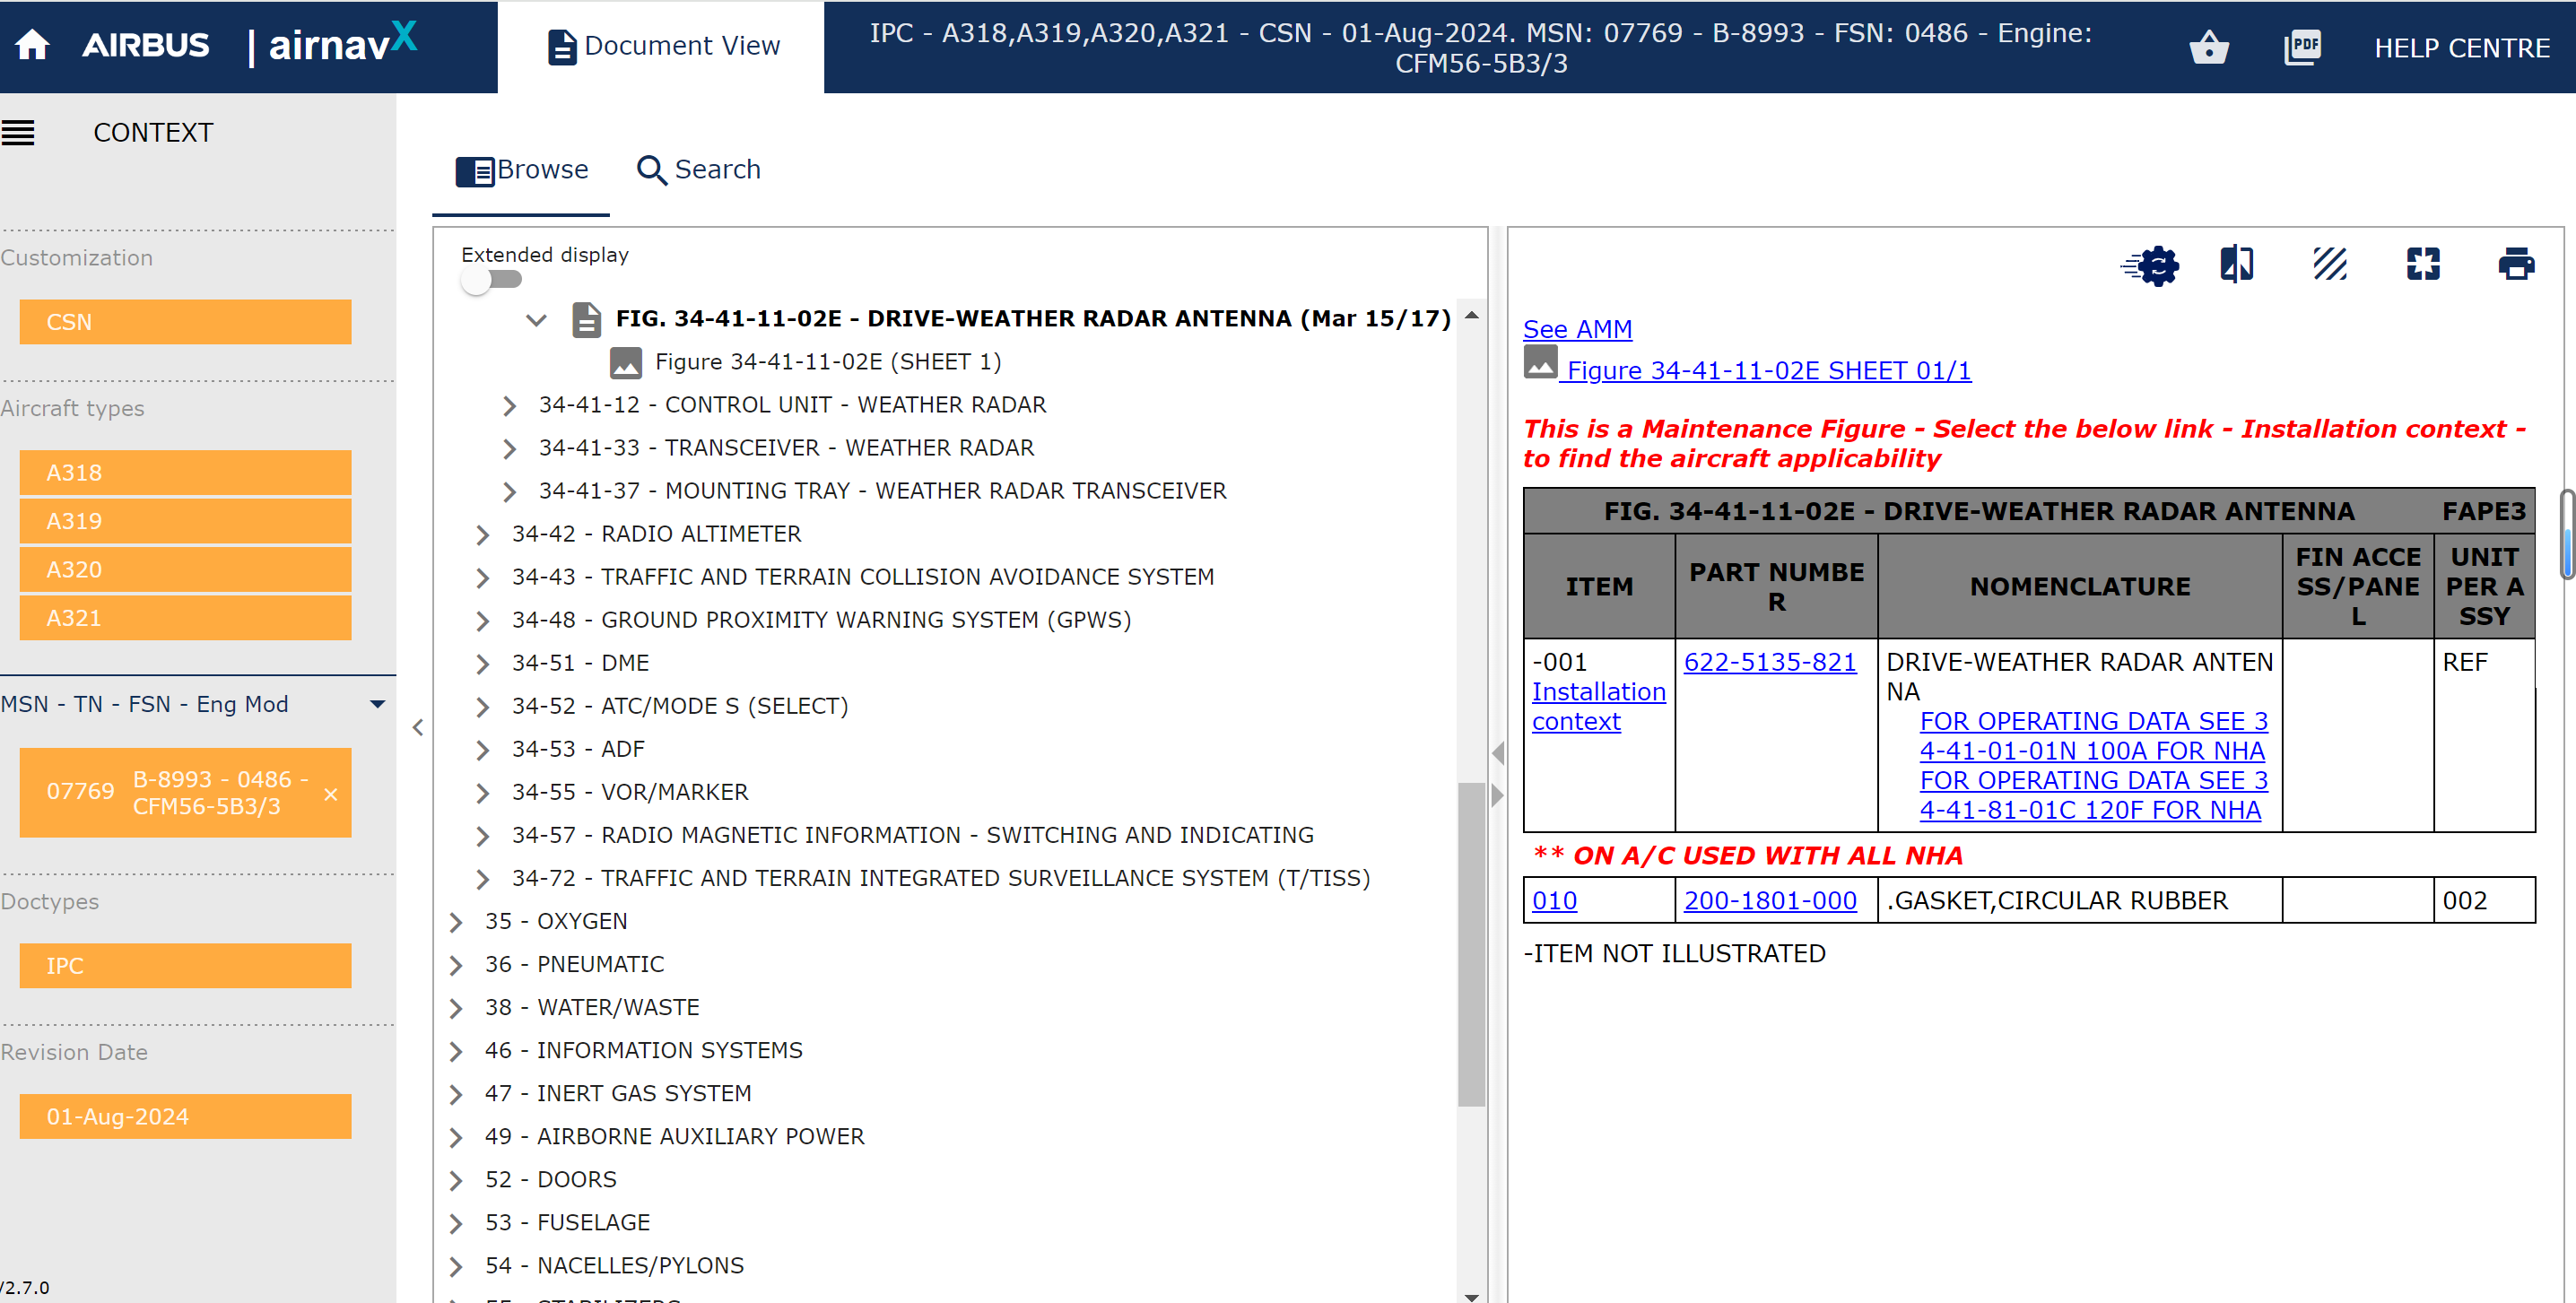 AIRBUS | airnavX
Document View
IPC - A318,A319,A320,A321 - CSN - 01-Aug-2024. MSN: 07769 - B-8993 - FSN: 0486 - Engine:
CFM56-5B3/3
PDF
HELP CENTRE
CONTEXT
Customization
CSN
Aircraft types
A318
A319
A320
A321
MSN - TN - FSN - Eng Mod
07769
B-8993 - 0486 -
CFM56-5B3/3
×
Doctypes
IPC
Revision Date
01-Aug-2024
/2.7.0
Browse
Search
Extended display
FIG. 34-41-11-02E - DRIVE-WEATHER RADAR ANTENNA (Mar 15/17)
Figure 34-41-11-02E (SHEET 1)
34-41-12 - CONTROL UNIT - WEATHER RADAR
34-41-33 - TRANSCEIVER - WEATHER RADAR
34-41-37 - MOUNTING TRAY - WEATHER RADAR TRANSCEIVER
34-42 - RADIO ALTIMETER
34-43 - TRAFFIC AND TERRAIN COLLISION AVOIDANCE SYSTEM
34-48 - GROUND PROXIMITY WARNING SYSTEM (GPWS)
34-51 - DME
34-52 - ATC/MODE S (SELECT)
34-53 - ADF
34-55 - VOR/MARKER
34-57 - RADIO MAGNETIC INFORMATION - SWITCHING AND INDICATING
34-72 - TRAFFIC AND TERRAIN INTEGRATED SURVEILLANCE SYSTEM (T/TISS)
35 - OXYGEN
36 - PNEUMATIC
38 - WATER/WASTE
46 - INFORMATION SYSTEMS
47 - INERT GAS SYSTEM
49 - AIRBORNE AUXILIARY POWER
52 - DOORS
53 - FUSELAGE
54 - NACELLES/PYLONS
See AMM
Figure 34-41-11-02E SHEET 01/1
This is a Maintenance Figure - Select the below link - Installation context -
to find the aircraft applicability
FIG. 34-41-11-02E - DRIVE-WEATHER RADAR ANTENNA
FAPE3
ITEM
PART NUMBE
R
NOMENCLATURE
FIN ACCE
SS/PANE
L
UNIT
PER A
SSY
-001
Installation
context
622-5135-821
DRIVE-WEATHER RADAR ANTEN
NA
FOR OPERATING DATA SEE 3
4-41-01-01N 100A FOR NHA
FOR OPERATING DATA SEE 3
4-41-81-01C 120F FOR NHA
REF
** ON A/C USED WITH ALL NHA
010
200-1801-000
.GASKET,CIRCULAR RUBBER
002
-ITEM NOT ILLUSTRATED